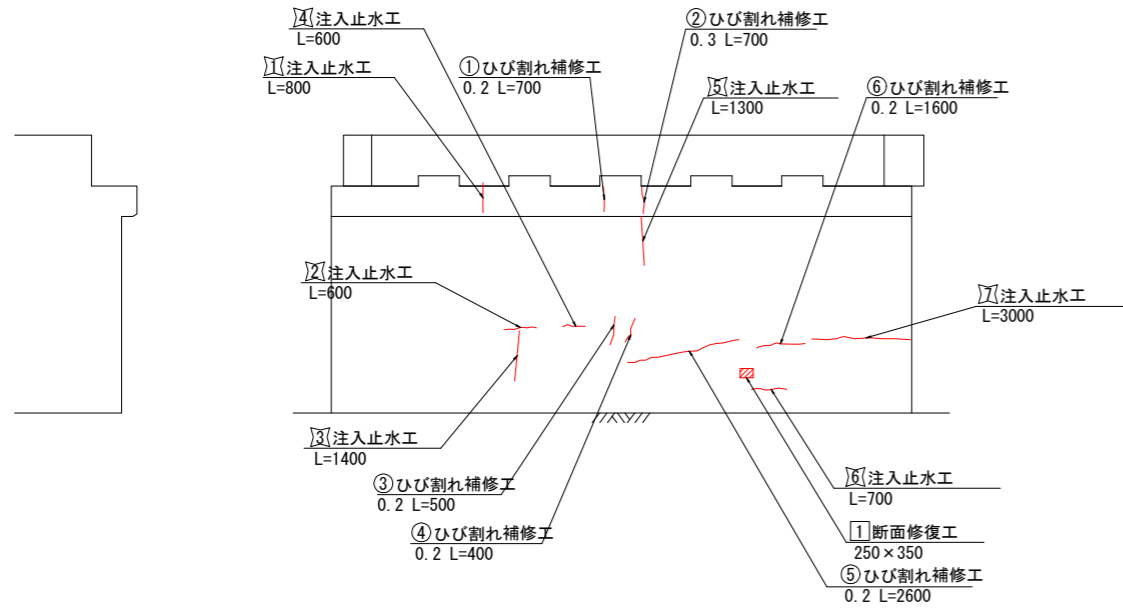 4 注入止水工
L=600
② ひび割れ補修工
0.3 L=700
1 注入止水工
L=800
① ひび割れ補修工
0.2 L=700
5 注入止水工
L=1300
⑥ ひび割れ補修工
0.2 L=1600
2 注入止水工
L=600
7 注入止水工
L=3000
3 注入止水工
L=1400
③ ひび割れ補修工
0.2 L=500
6 注入止水工
L=700
④ ひび割れ補修工
0.2 L=400
1 断面修復工
250×350
⑤ ひび割れ補修工
0.2 L=2600